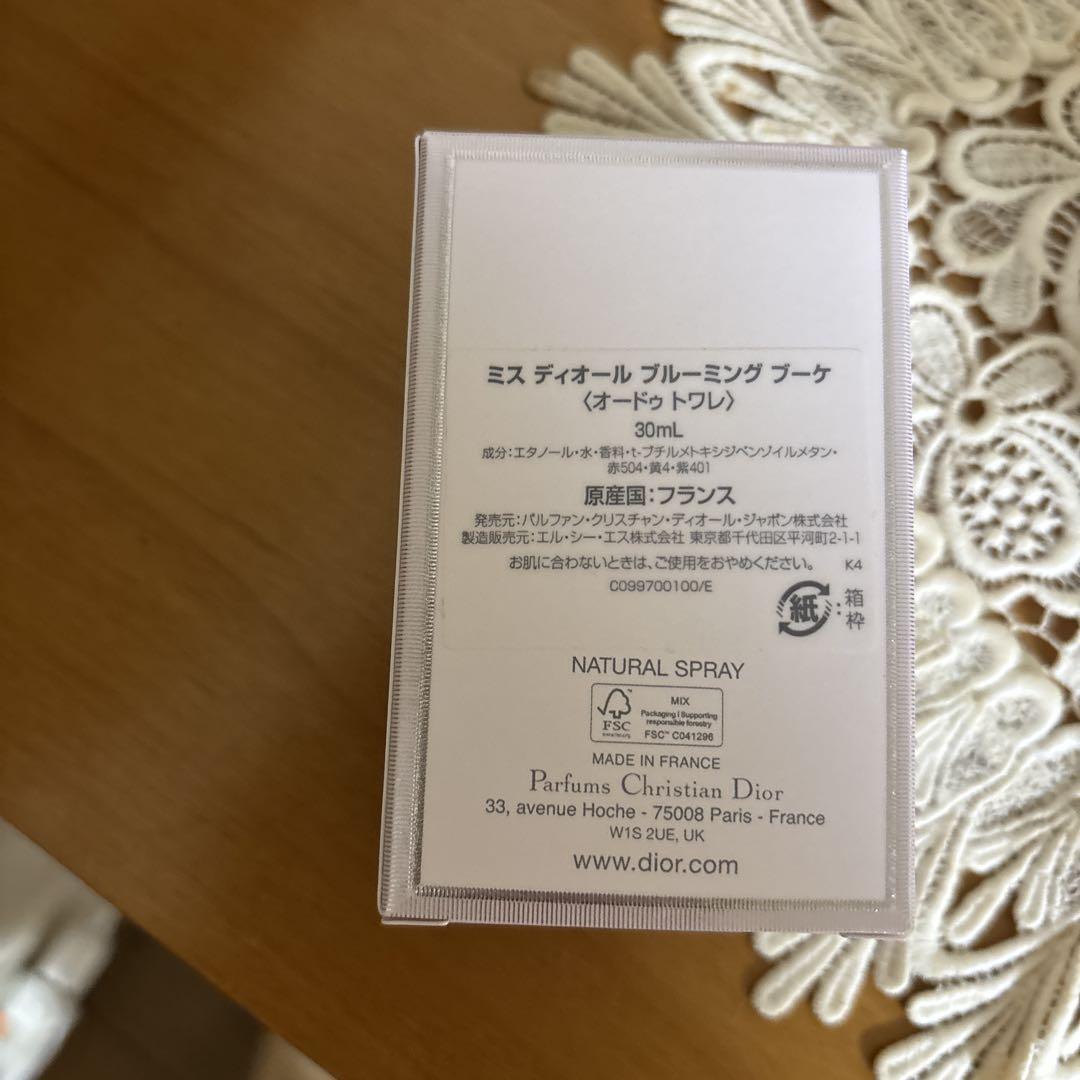 ミス ディオール ブルーミング ブーケ
〈オードゥ トワレ〉
30mL
成分:エタノール・水・香料・t-ブチルメトキシジベンゾイルメタン・
赤504・黄4・紫401
原産国:フランス
発売元:パルファン・クリスチャン・ディオール・ジャポン株式会社
製造販売元:エル・シー・エス株式会社 東京都千代田区平河町2-1-1
お肌に合わないときは、ご使用をおやめください。 K4
C099700100/E
紙 : 箱
枠
NATURAL SPRAY
FSC
www.fsc.org
MIX
Packaging | Supporting
responsible forestry
FSC™ C041296
MADE IN FRANCE
Parfums Christian Dior
33, avenue Hoche - 75008 Paris - France
W1S 2UE, UK
www.dior.com